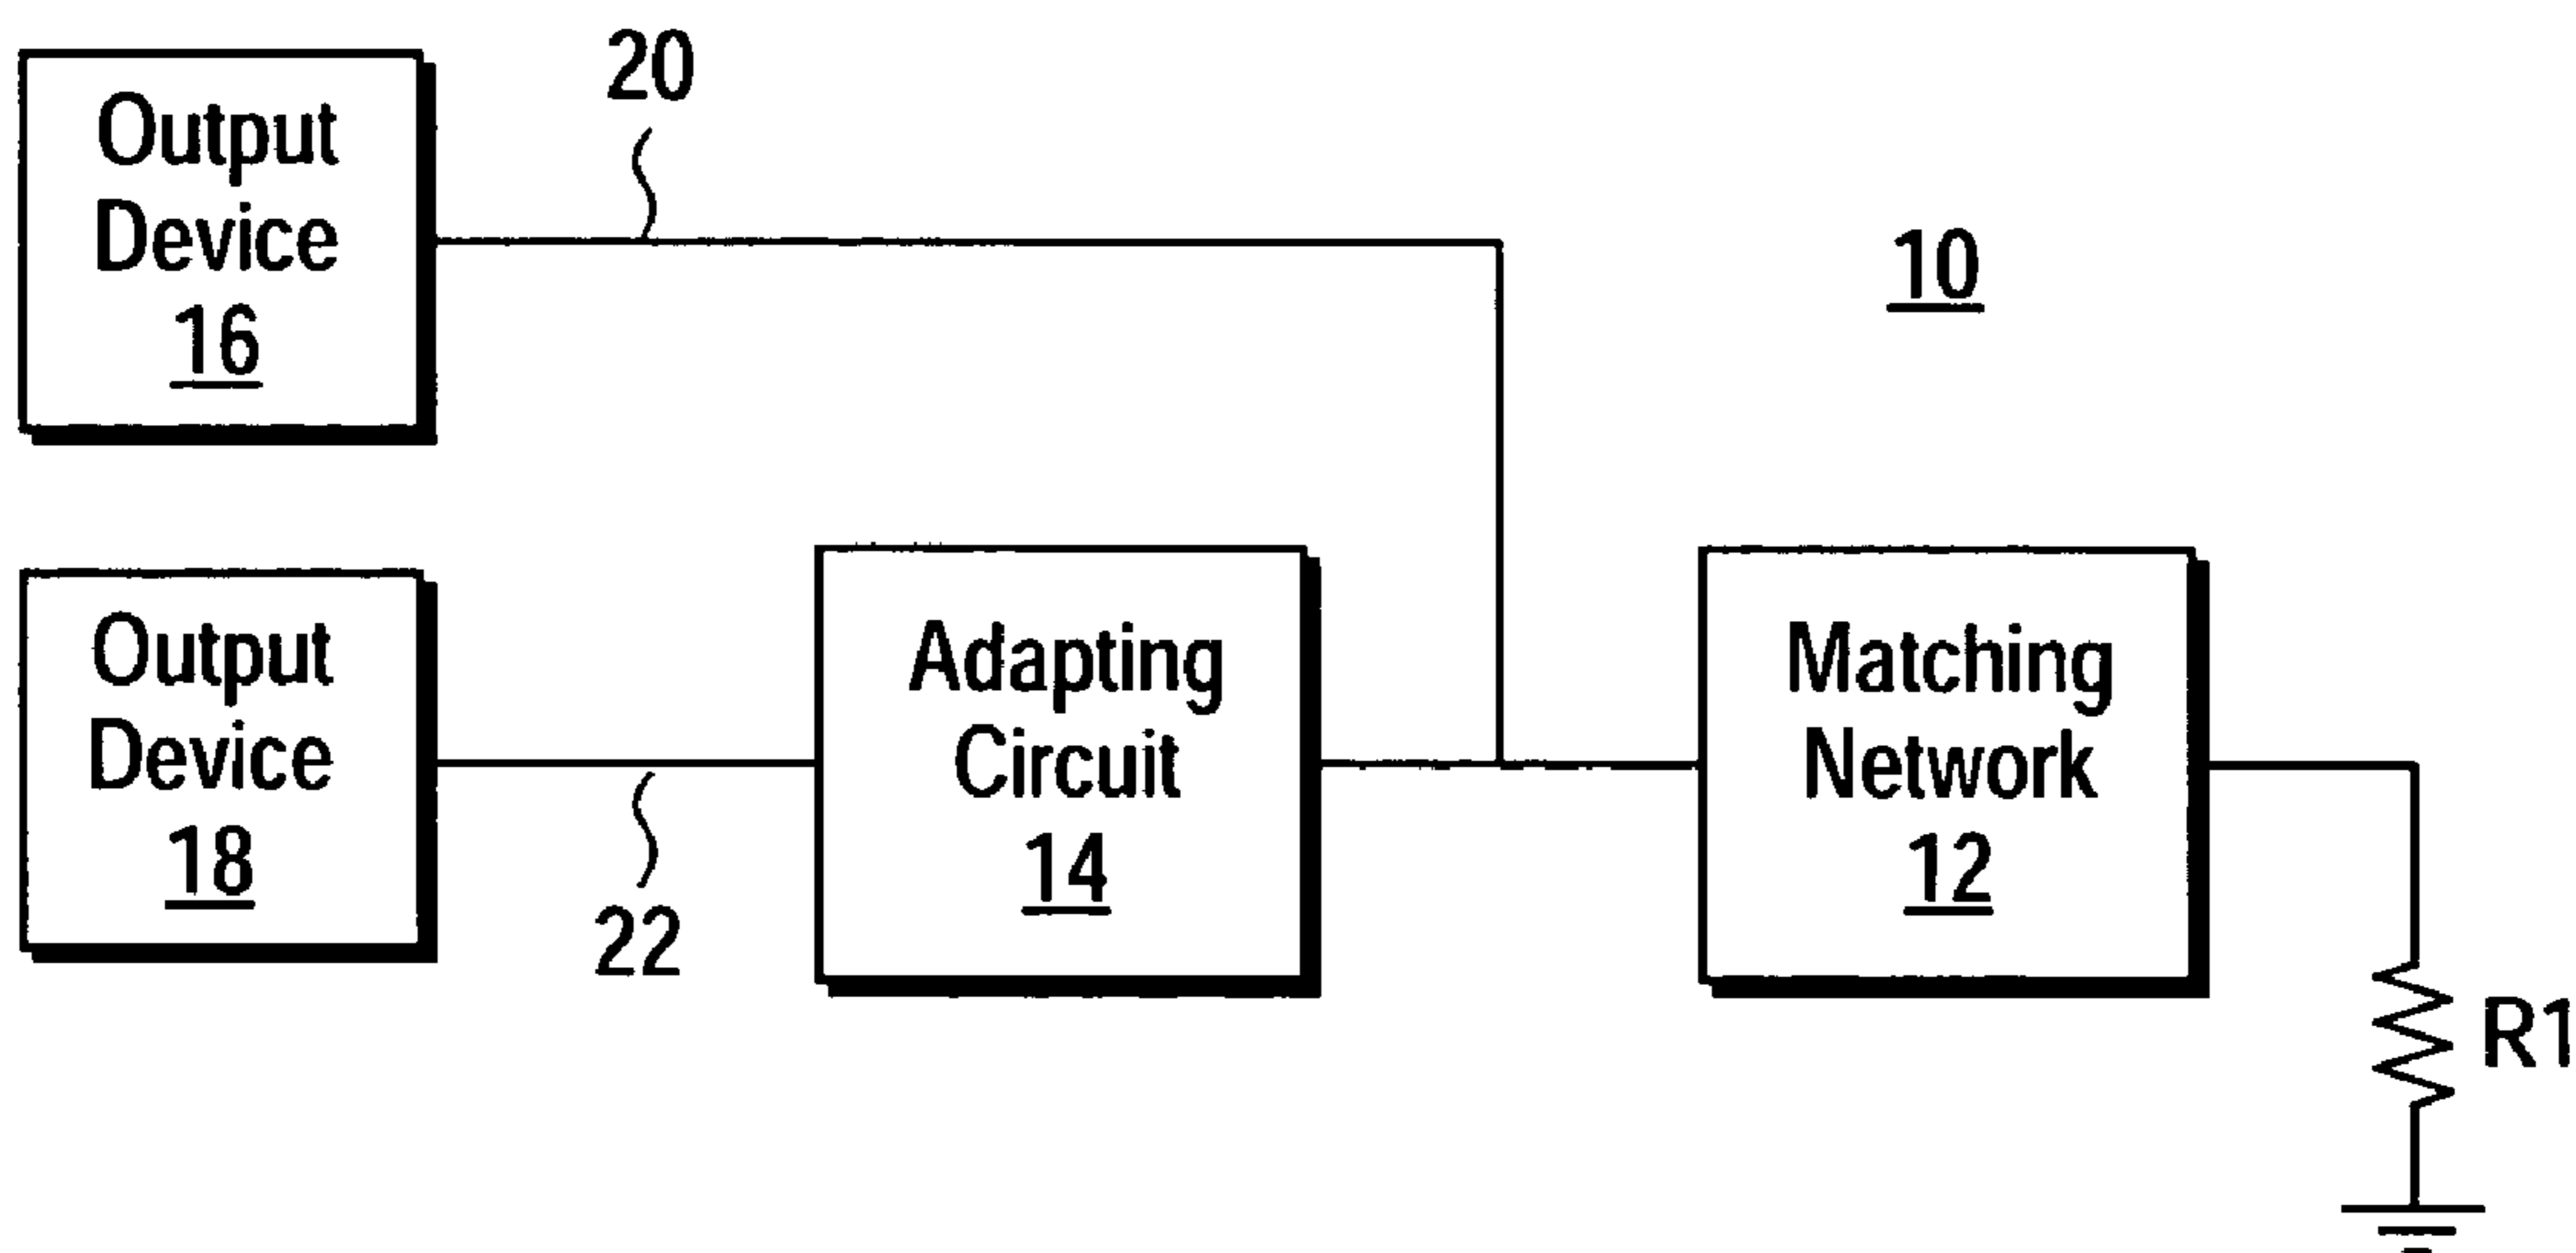 20
Output
Device
16
10
Output
Device
18
22
Adapting
Circuit
14
Matching
Network
12
R1